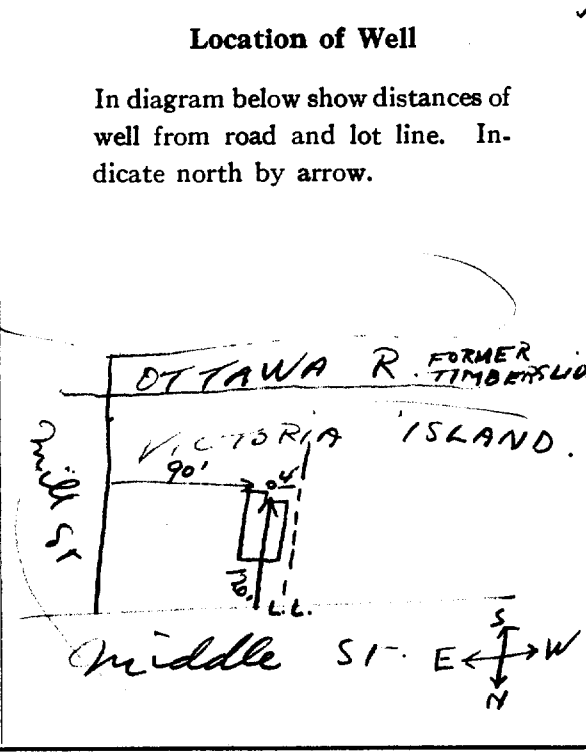 Location of Well
In diagram below show distances of
well from road and lot line. In-
dicate north by arrow.
OTTAWA R. FORMER
TIMBERSLID
VICTORIA ISLAND.
90'
Mill St
L.L.
Middle St.
S
E W
N